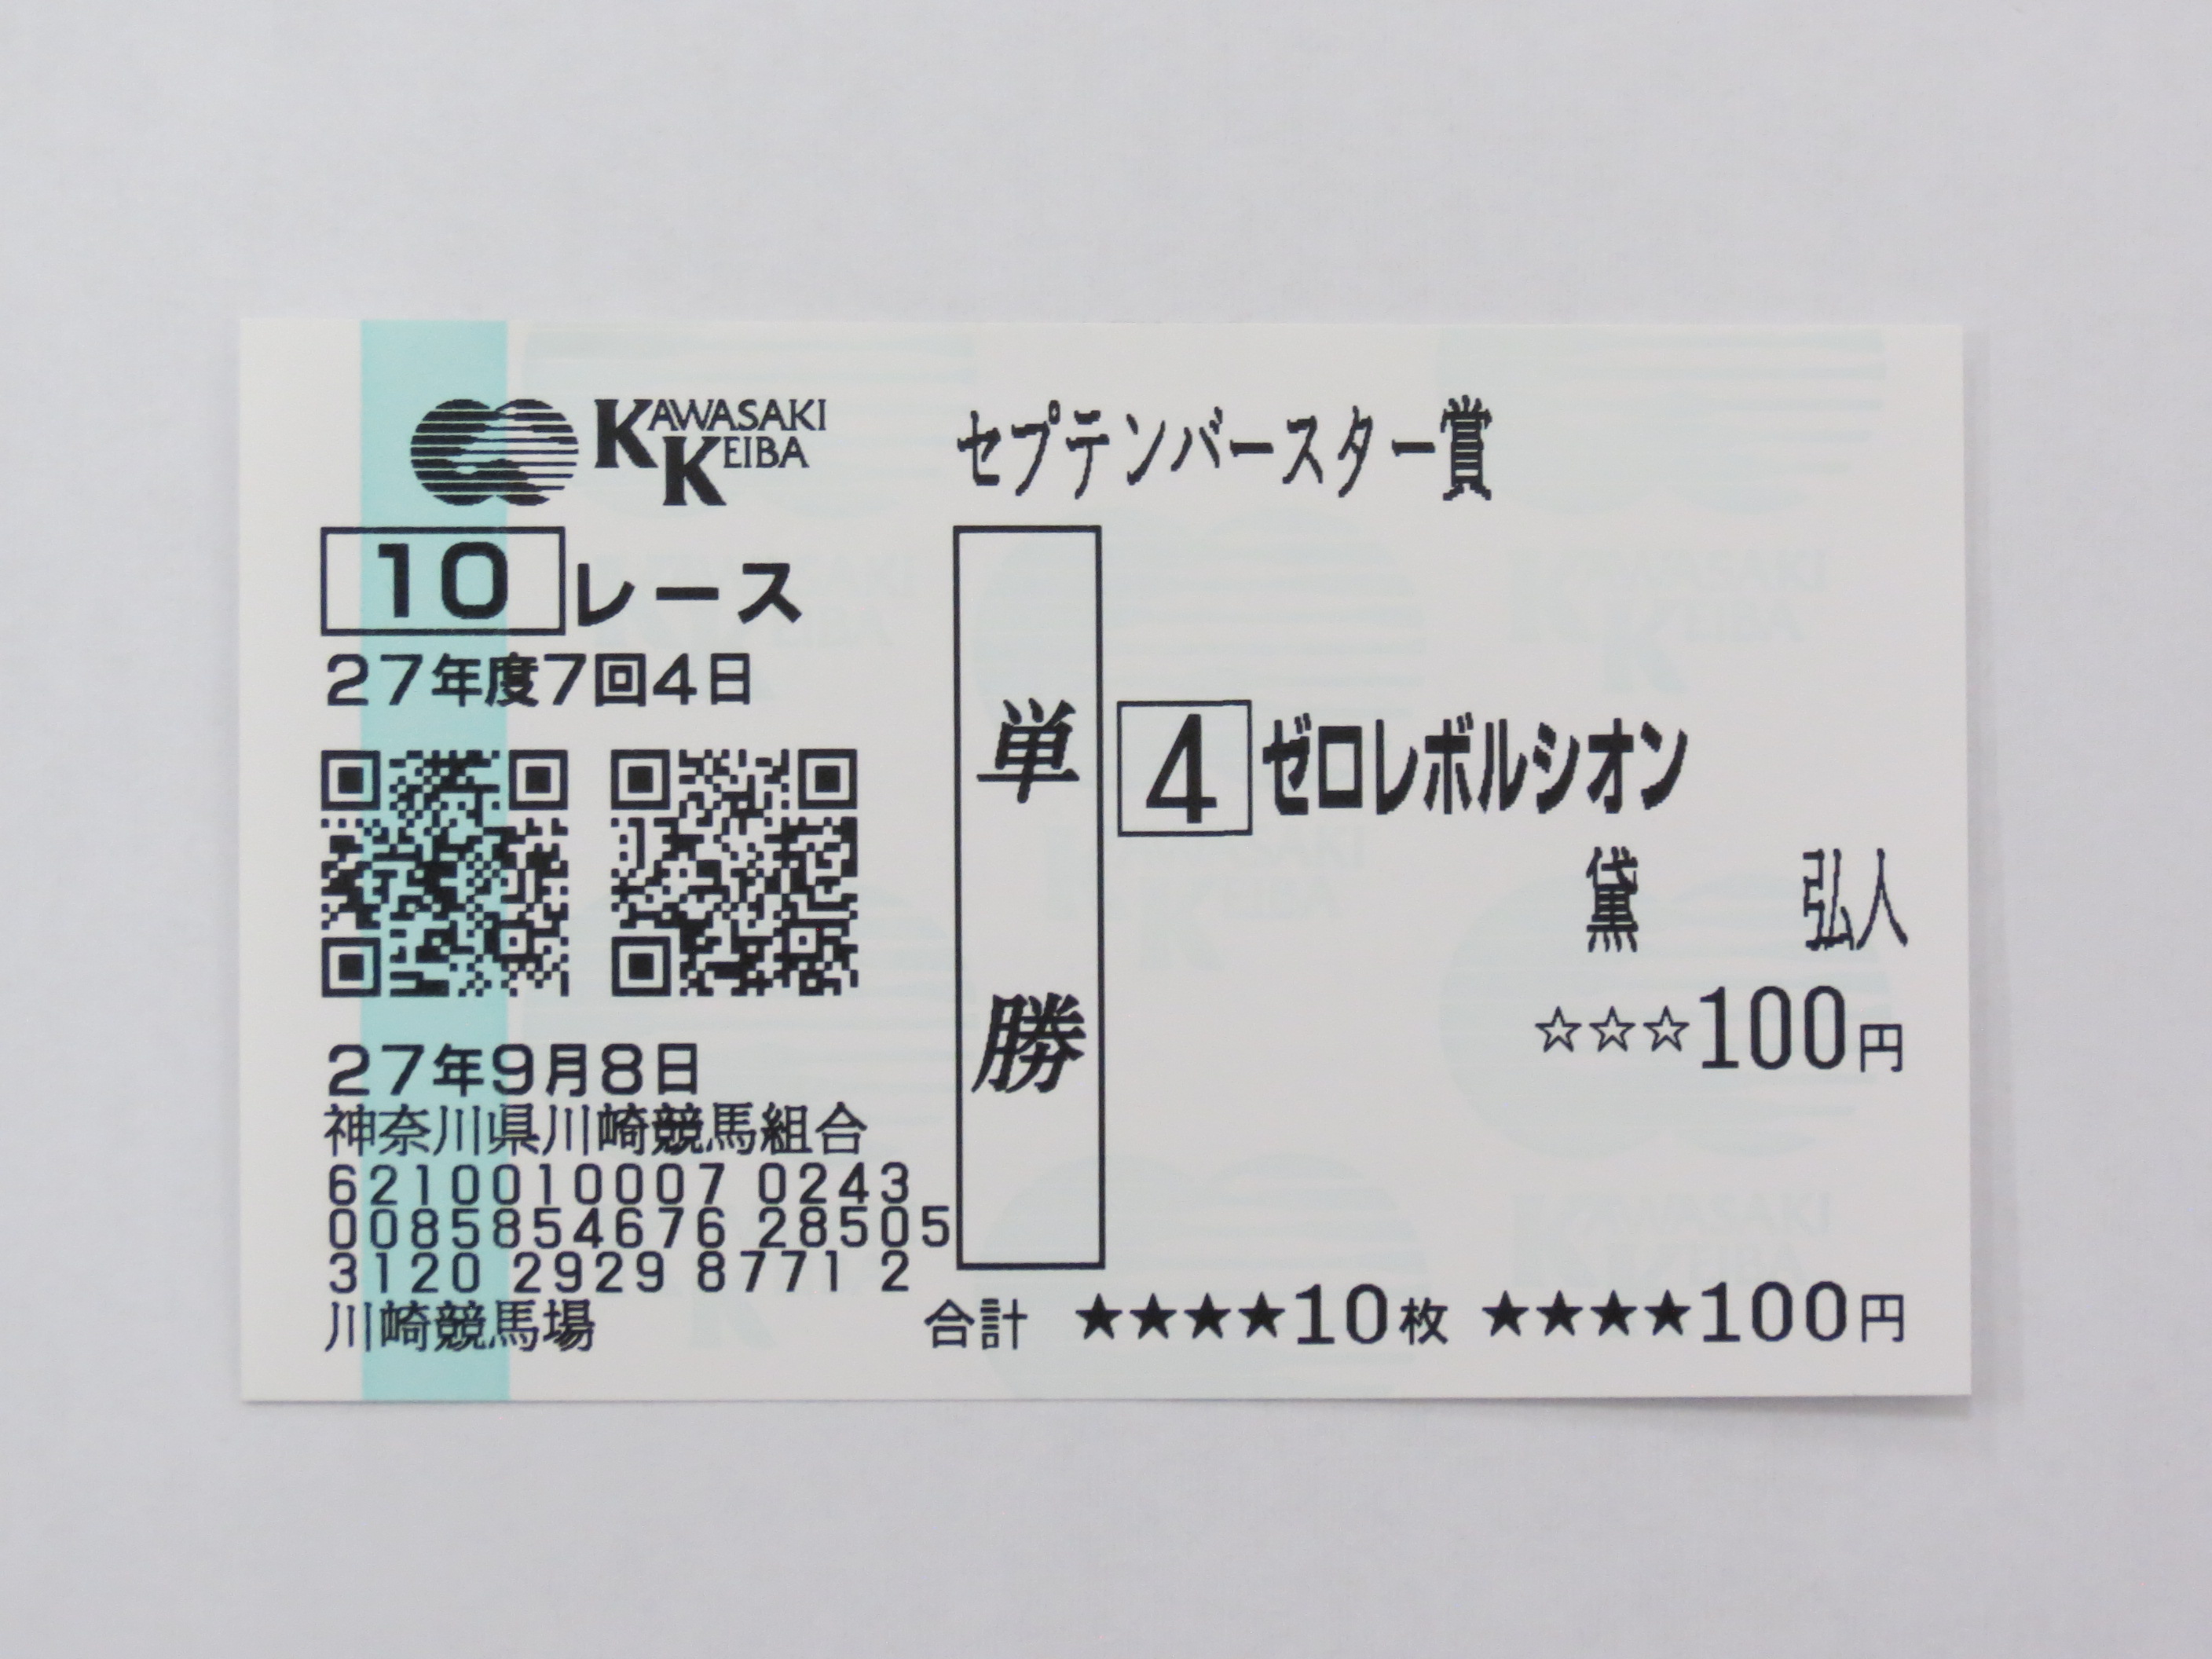 KAWASAKI KEIBA
セプテンバースター賞
10レース
27年度7回4日
単勝
4 ゼロレボルシオン
黛 弘人
☆☆☆100円
27年9月8日
神奈川県川崎競馬組合
6210010007 0243
0085854676 28505
3120 2929 8771 2
川崎競馬場
合計 ★★★★10枚 ★★★★100円